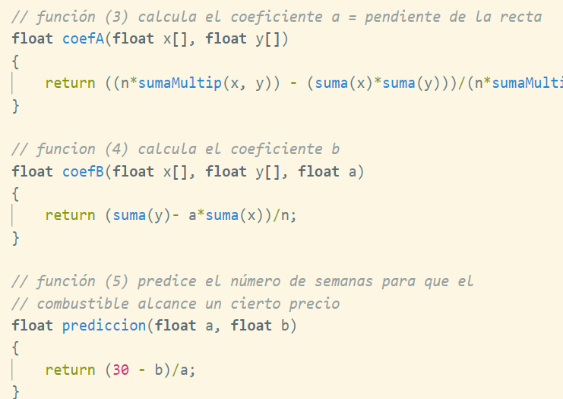 // función (3) calcula el coeficiente a = pendiente de la recta
float coefA(float x[], float y[])
{
return ((n*sumaMultip(x, y)) - (suma(x)*suma(y)))/(n*sumaMulti
}
// funcion (4) calcula el coeficiente b
float coefB(float x[], float y[], float a)
{
return (suma(y)- a*suma(x))/n;
}
// función (5) predice el número de semanas para que el
// combustible alcance un cierto precio
float prediccion(float a, float b)
{
return (30 - b)/a;
}